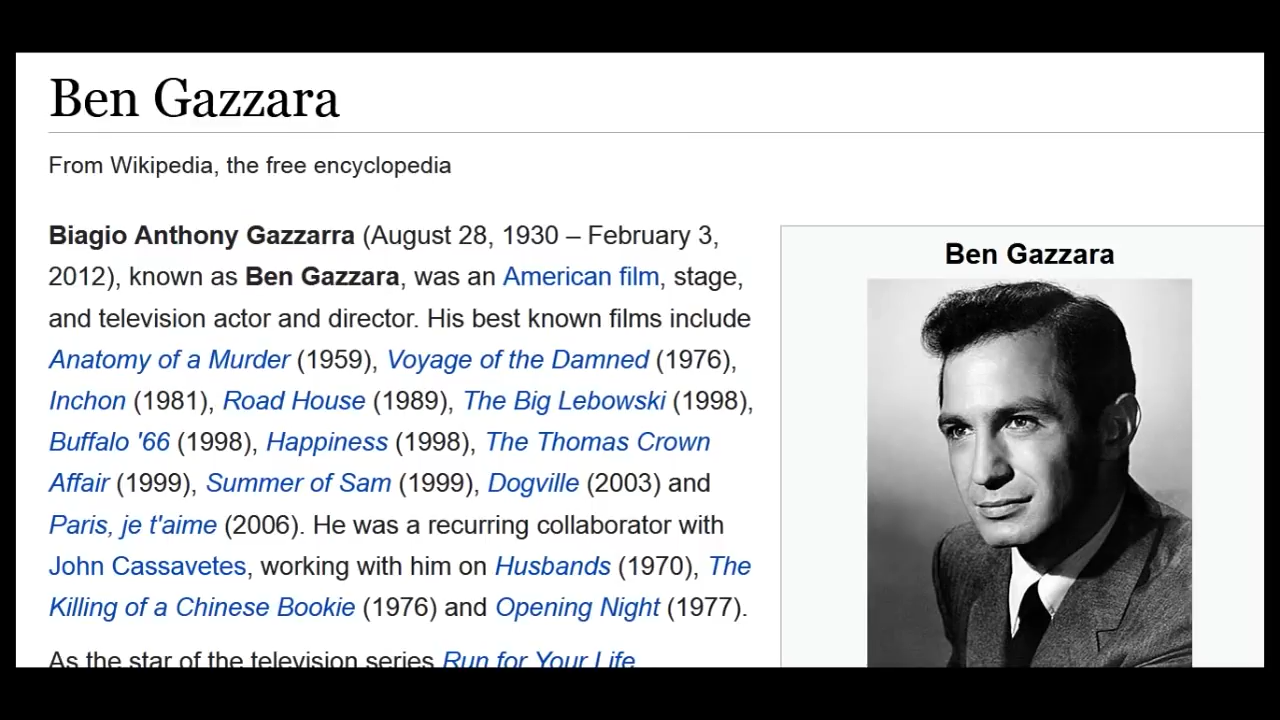 Ben Gazzara
From Wikipedia, the free encyclopedia
Biagio Anthony Gazzarra (August 28, 1930 – February 3,
2012), known as Ben Gazzara, was an American film, stage,
and television actor and director. His best known films include
Anatomy of a Murder (1959), Voyage of the Damned (1976),
Inchon (1981), Road House (1989), The Big Lebowski (1998),
Buffalo '66 (1998), Happiness (1998), The Thomas Crown
Affair (1999), Summer of Sam (1999), Dogville (2003) and
Paris, je t'aime (2006). He was a recurring collaborator with
John Cassavetes, working with him on Husbands (1970), The
Killing of a Chinese Bookie (1976) and Opening Night (1977).
As the star of the television series Run for Your Life
Ben Gazzara